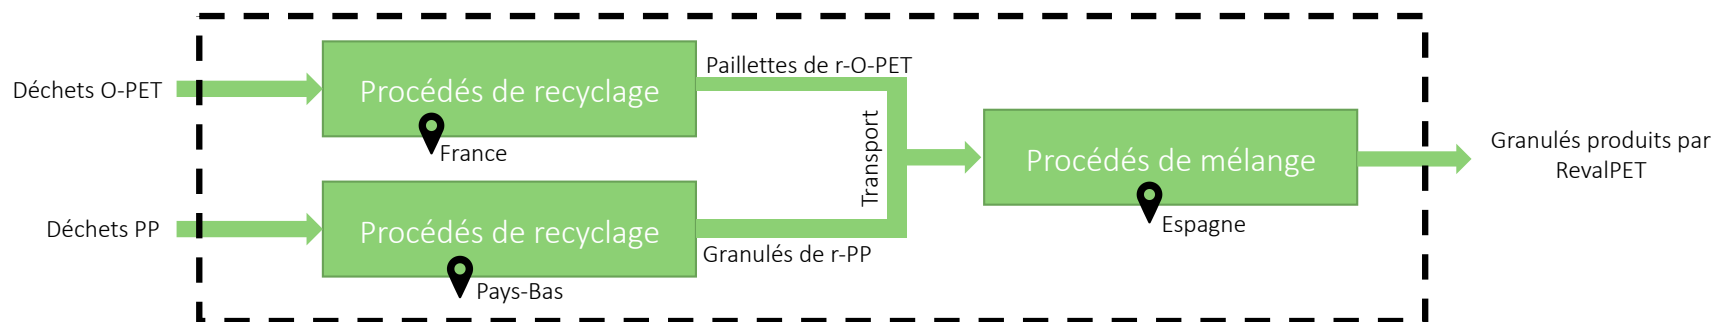 Déchets O-PET
Procédés de recyclage
France
Paillettes de r-O-PET
Déchets PP
Procédés de recyclage
Pays-Bas
Granulés de r-PP
Transport
Procédés de mélange
Espagne
Granulés produits par
RevalPET